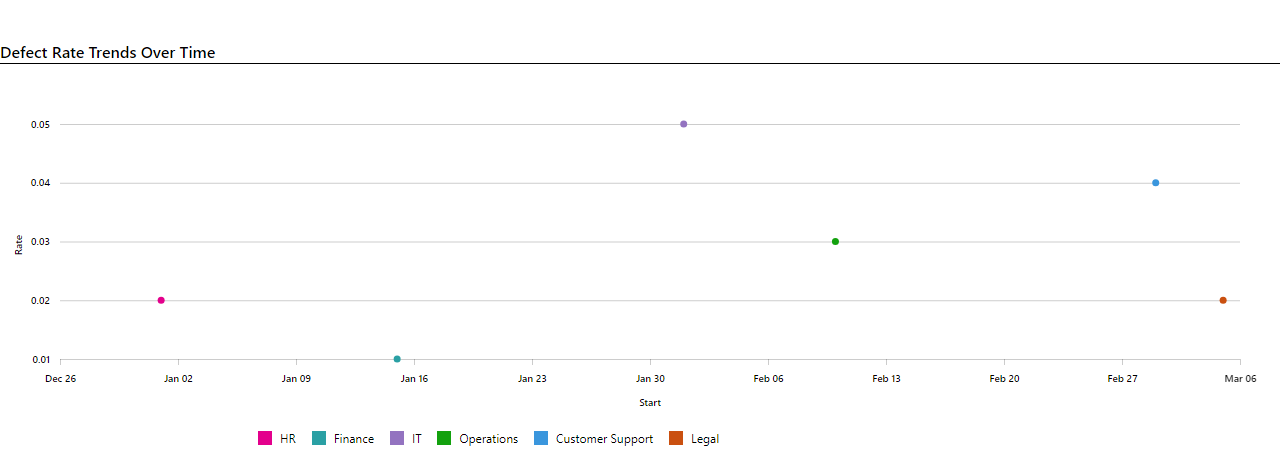 Defect Rate Trends Over Time
0.05
0.04
0.03
0.02
0.01
Rate
Dec 26 Jan 02 Jan 09 Jan 16 Jan 23 Jan 30 Feb 06 Feb 13 Feb 20 Feb 27 Mar 06
Start
HR Finance IT Operations Customer Support Legal